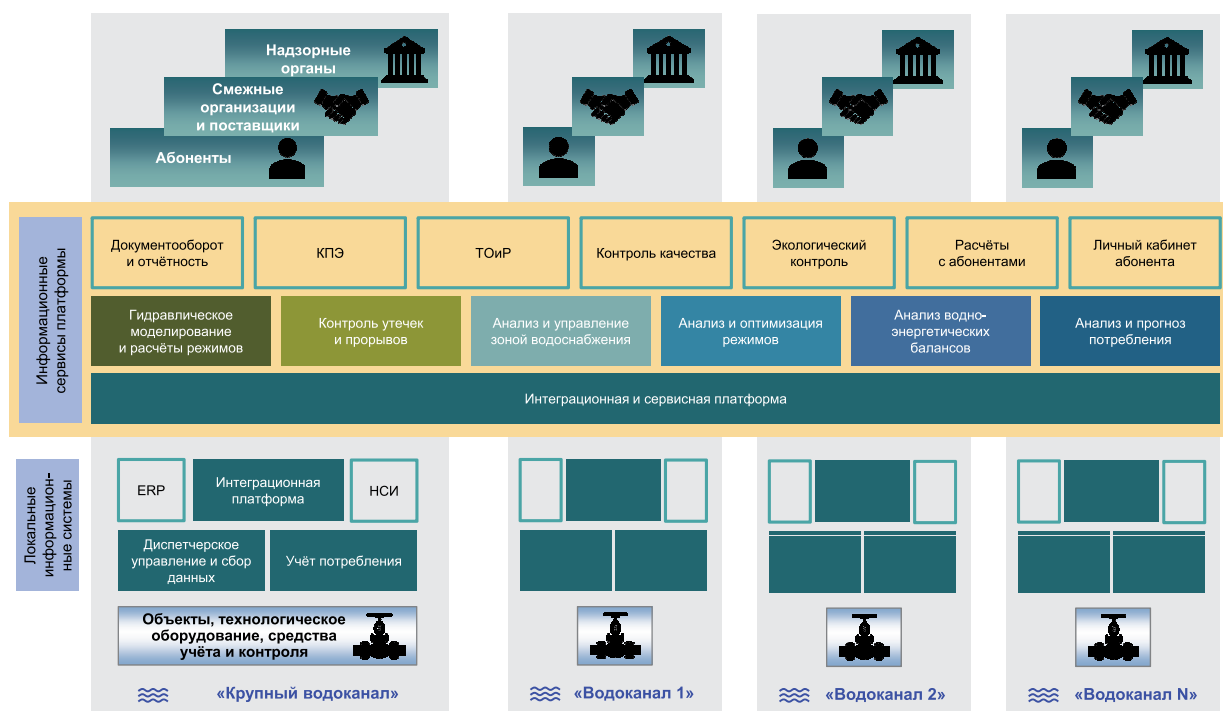 Надзорные
органы
Смежные
организации
и поставщики
Абоненты
Информационные
сервисы платформы
Документооборот
и отчётность
КПЭ
ТОиР
Контроль качества
Экологический
контроль
Расчёты
с абонентами
Личный кабинет
абонента
Гидравлическое
моделирование
и расчёты режимов
Контроль утечек
и прорывов
Анализ и управление
зоной водоснабжения
Анализ и оптимизация
режимов
Анализ водно-
энергетических
балансов
Анализ и прогноз
потребления
Интеграционная и сервисная платформа
Локальные
информацион-
ные системы
ERP
Интеграционная
платформа
НСИ
Диспетчерское
управление и сбор
данных
Учёт потребления
Объекты, технологическое
оборудование, средства
учёта и контроля
«Крупный водоканал»
«Водоканал 1»
«Водоканал 2»
«Водоканал N»